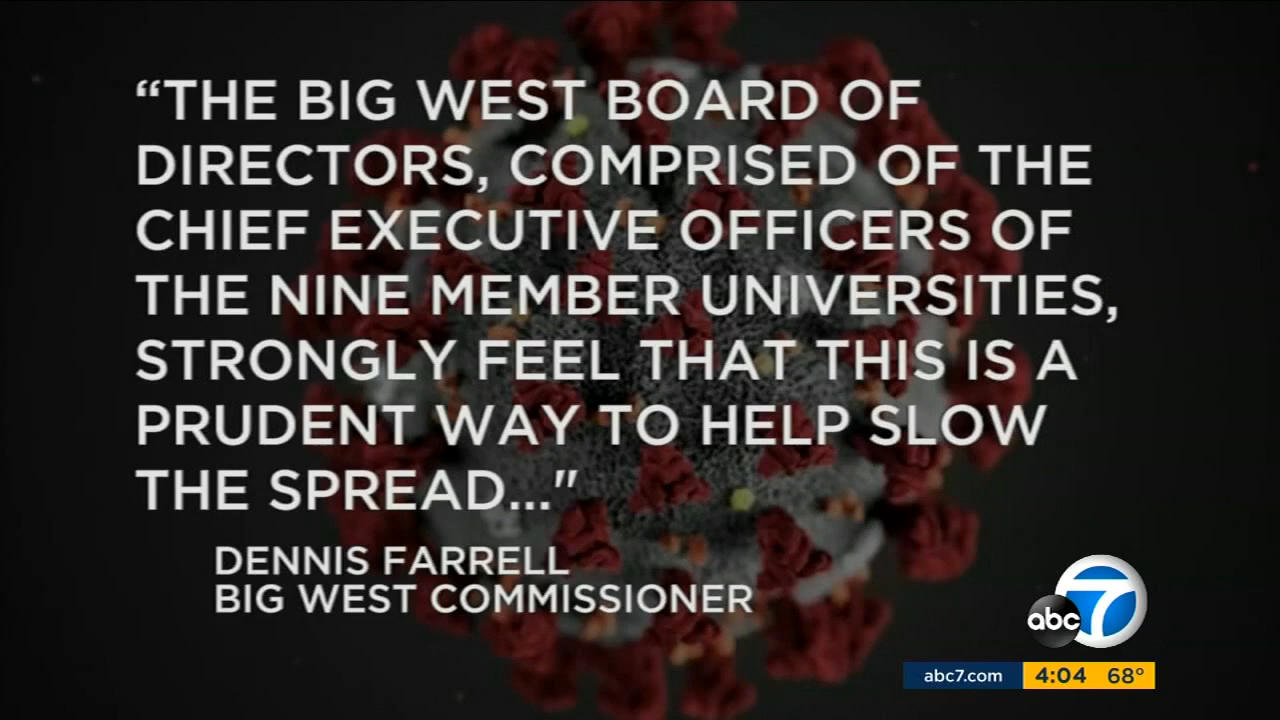 “THE BIG WEST BOARD OF
DIRECTORS, COMPRISED OF THE
CHIEF EXECUTIVE OFFICERS OF
THE NINE MEMBER UNIVERSITIES,
STRONGLY FEEL THAT THIS IS A
PRUDENT WAY TO HELP SLOW
THE SPREAD..."
DENNIS FARRELL
BIG WEST COMMISSIONER
abc 7
abc7.com 4:04 68°